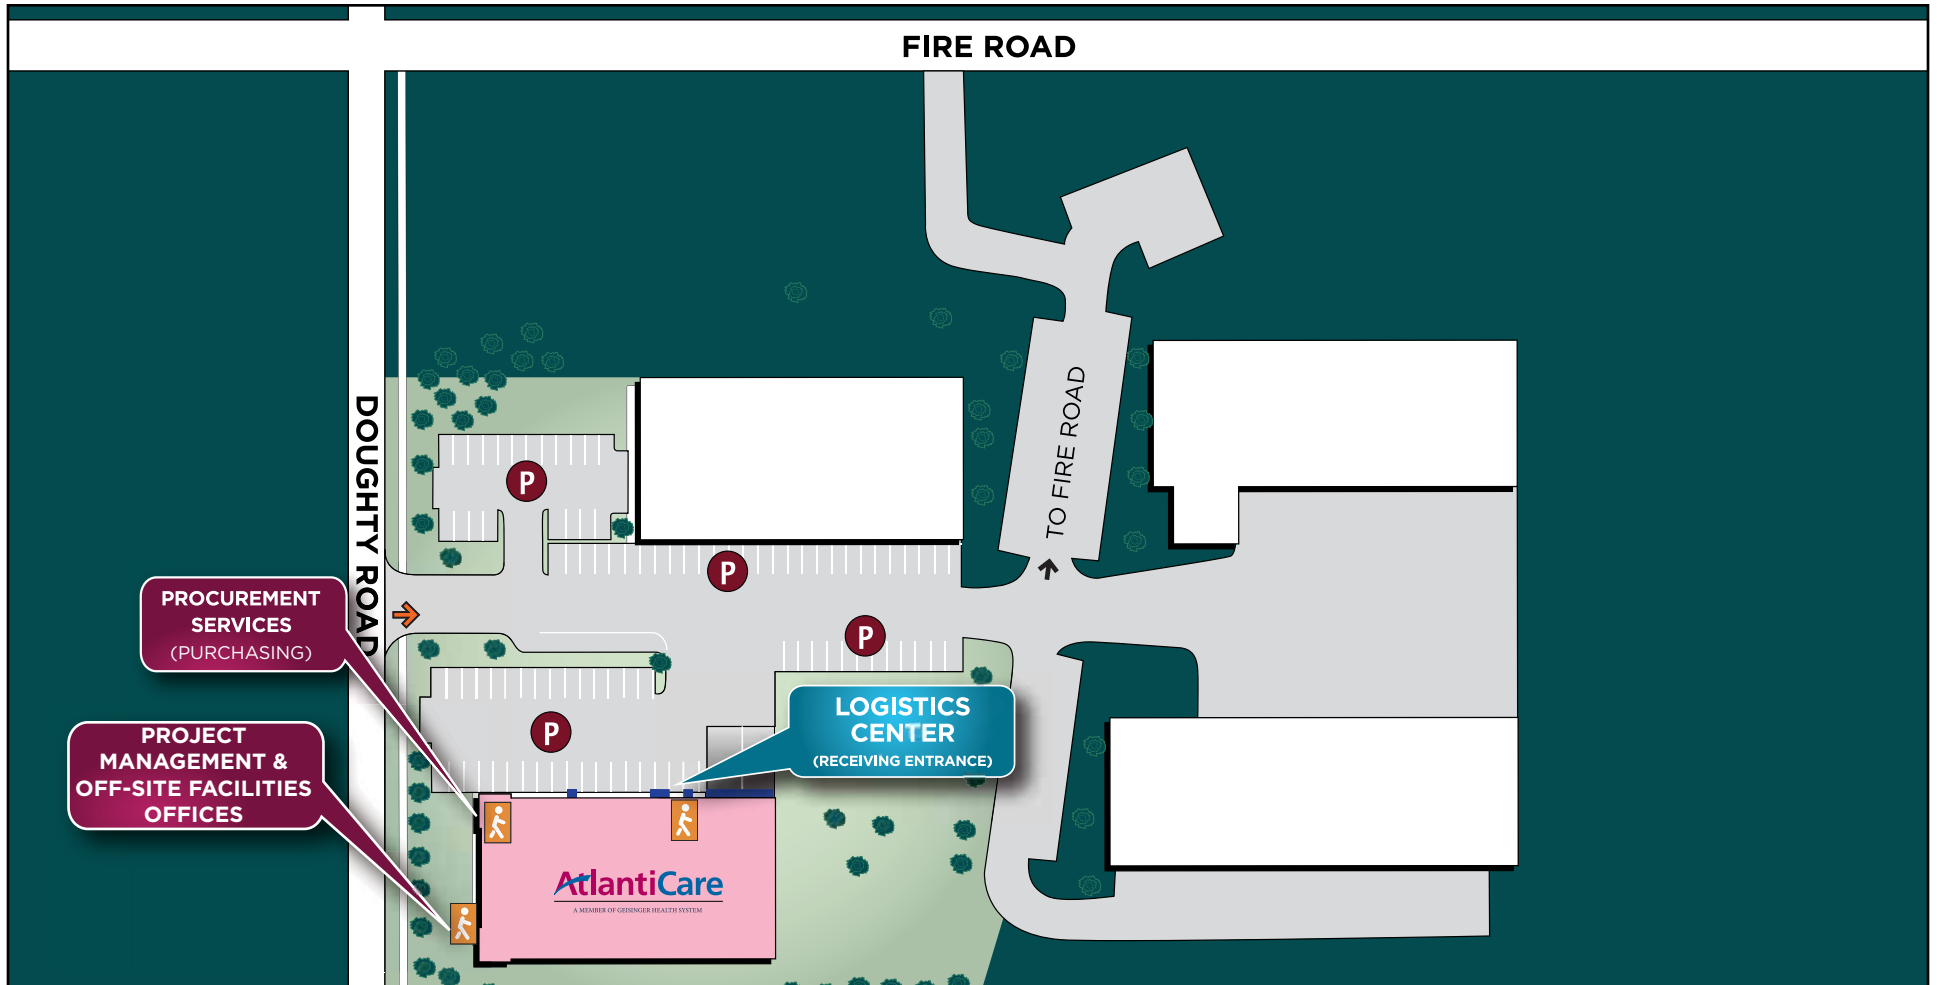 FIRE ROAD
DOUGHTY ROAD
TO FIRE ROAD
P
P
P
P
PROCUREMENT
SERVICES
(PURCHASING)
PROJECT
MANAGEMENT &
OFF-SITE FACILITIES
OFFICES
LOGISTICS
CENTER
(RECEIVING ENTRANCE)
AtlantiCare
A MEMBER OF GEISINGER HEALTH SYSTEM